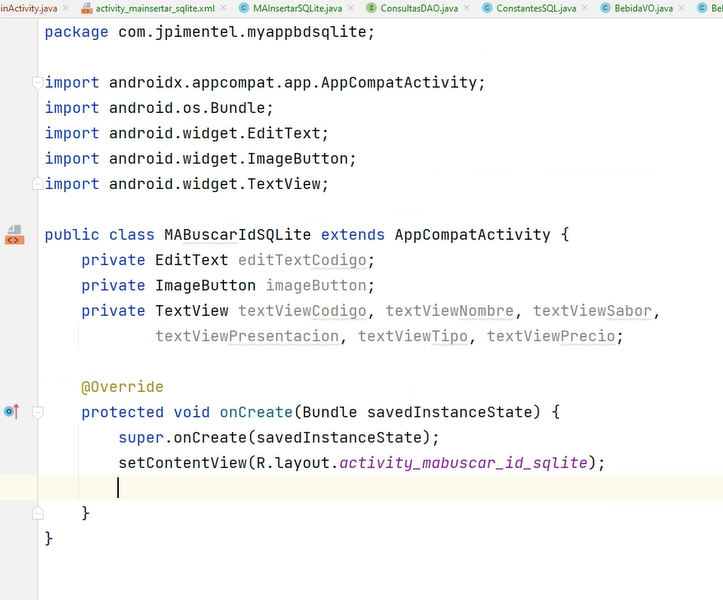 inActivity.java activity_mainsertar_sqlite.xml MAInsertarSQLite.java ConsultasDAO.java ConstantesSQL.java BebidaVO.java Be
package com.jpimentel.myappbdsqlite;
import androidx.appcompat.app.AppCompatActivity;
import android.os.Bundle;
import android.widget.EditText;
import android.widget.ImageButton;
import android.widget.TextView;
public class MABuscarIdSQLite extends AppCompatActivity {
private EditText editTextCodigo;
private ImageButton imageButton;
private TextView textViewCodigo, textViewNombre, textViewSabor,
textViewPresentacion, textViewTipo, textViewPrecio;
@Override
protected void onCreate(Bundle savedInstanceState) {
super.onCreate(savedInstanceState);
setContentView(R.layout.activity_mabuscar_id_sqlite);
}
}